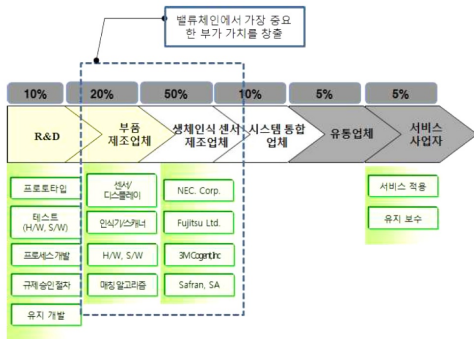 밸류체인에서 가장 중요
한 부가 가치를 창출
10% 20% 50% 10% 5% 5%
R&D
부품
제조업체
생체인식 센서
제조업체
시스템 통합
업체
유통업체
서비스
사업자
프로토타입
테스트
(H/W, S/W)
프로세스 개발
규제 승인 절차
유지 개발
센서/
디스플레이
인식기/스캐너
H/W, S/W
매칭 알고리즘
NEC. Corp.
Fujitsu Ltd.
3M Cogent, Inc
Safran, SA
서비스 적용
유지 보수